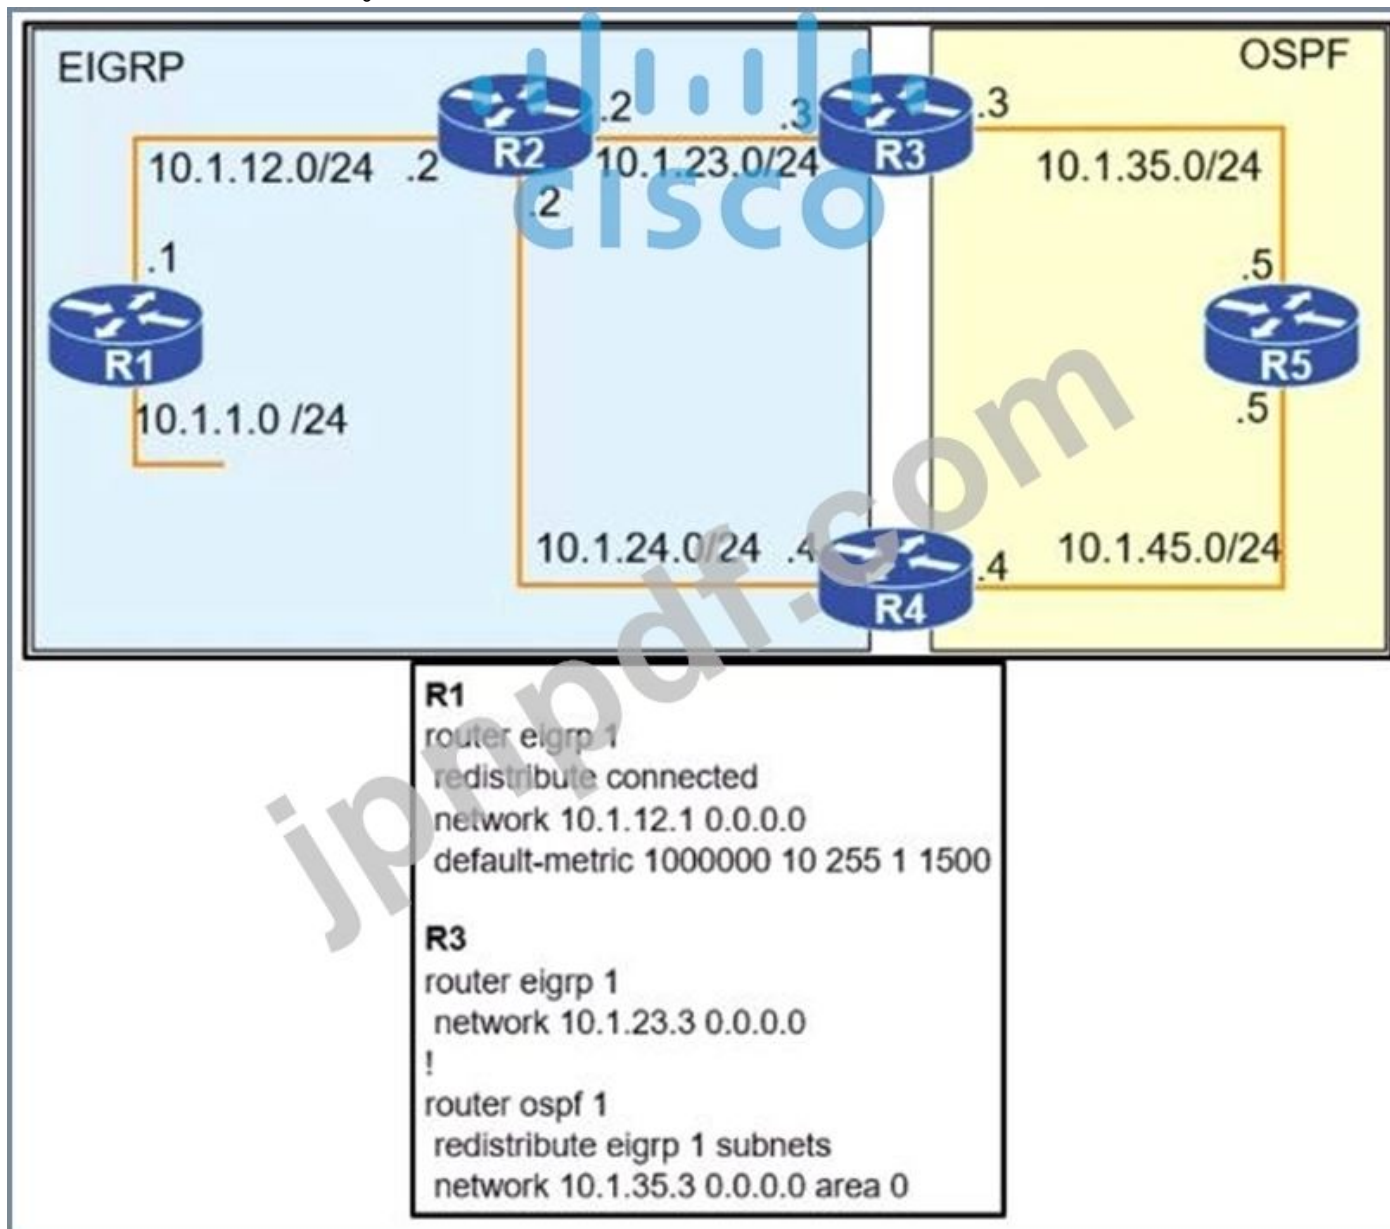 EIGRP
OSPF
R2
.2
.3
R3
.3
10.1.12.0/24 .2
10.1.23.0/24
10.1.35.0/24
.2
CISCO
.1
.5
R1
R5
10.1.1.0 /24
.5
10.1.24.0/24 .4
.4
10.1.45.0/24
R4
jpnpdf.com
R1
router eigrp 1
redistribute connected
network 10.1.12.1 0.0.0.0
default-metric 1000000 10 255 1 1500
R3
router eigrp 1
network 10.1.23.3 0.0.0.0
!
router ospf 1
redistribute eigrp 1 subnets
network 10.1.35.3 0.0.0.0 area 0